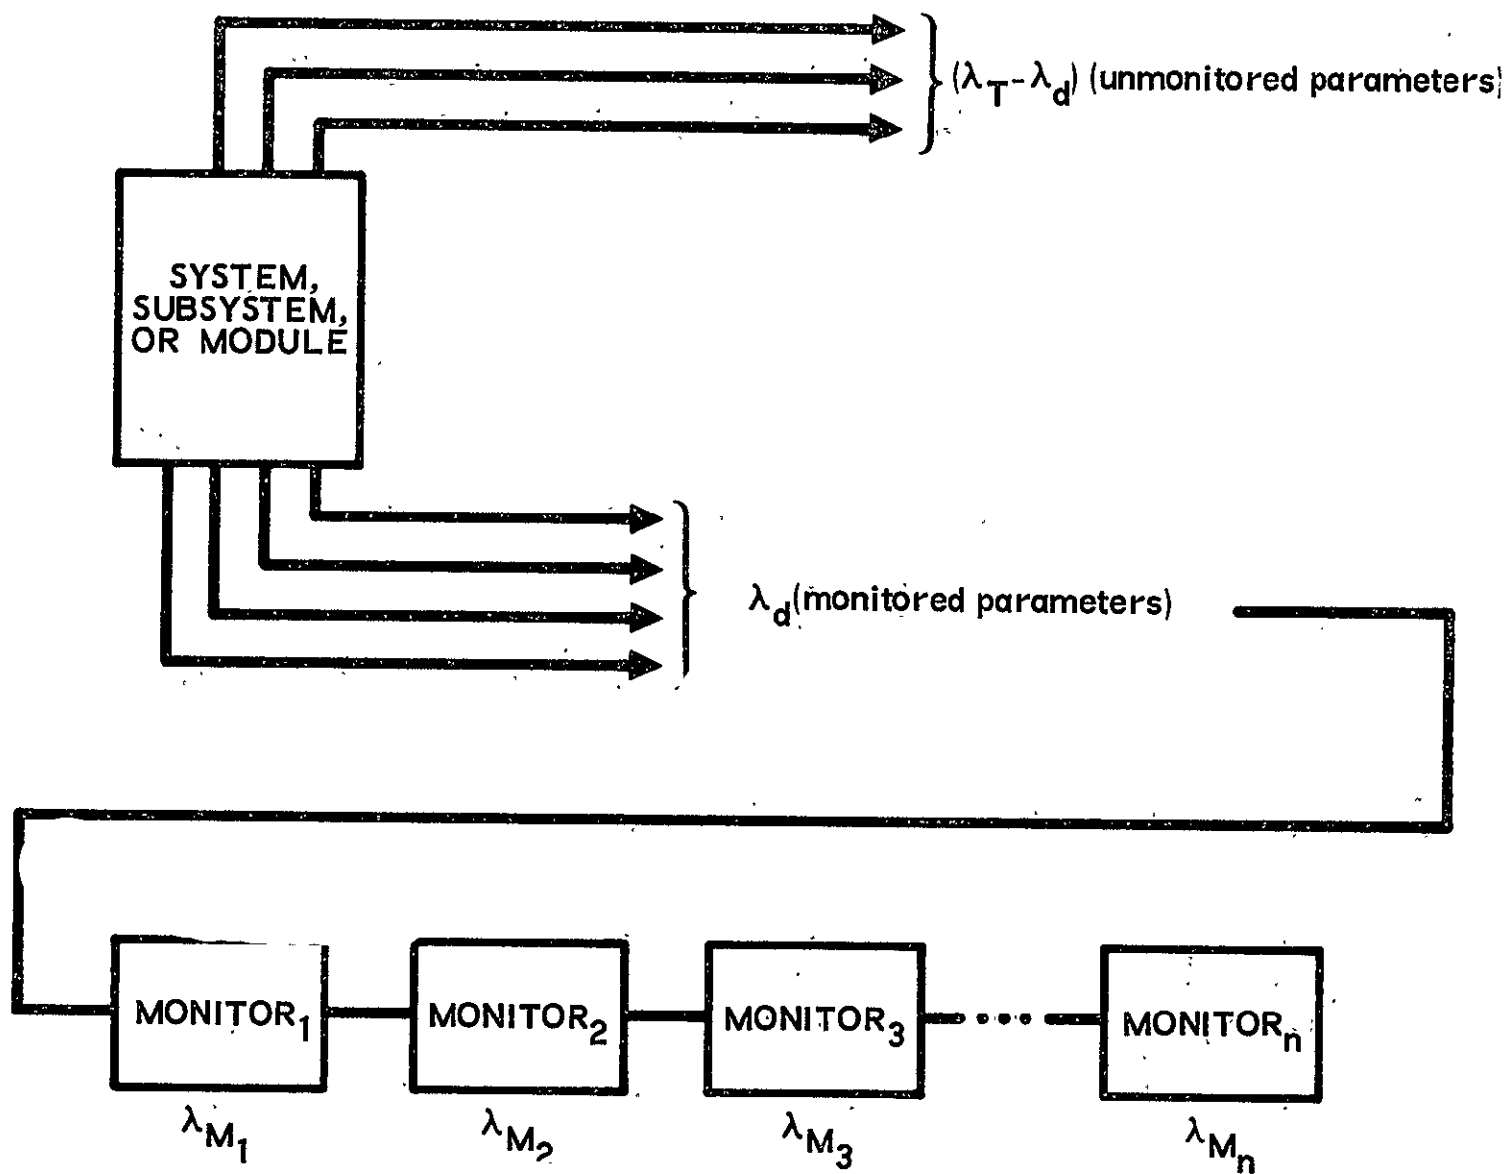 (λT-λd) (unmonitored parameters)
SYSTEM,
SUBSYSTEM,
OR MODULE
λd(monitored parameters)
MONITOR1
MONITOR2
MONITOR3
MONITORn
λM1
λM2
λM3
λMn